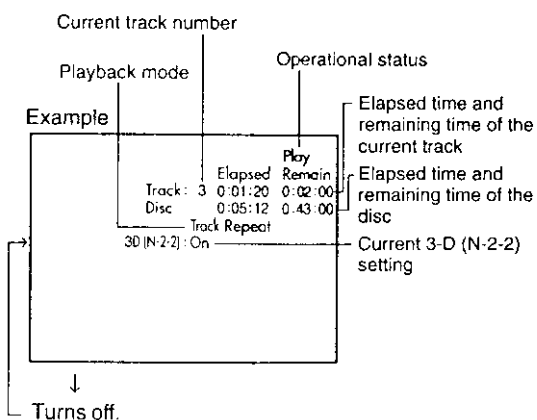 Current track number
Operational status
Playback mode
Example
Elapsed time and
remaining time of the
current track
Play
Elapsed Remain
Track: 3 0:01:20 0:02:00
Disc 0:05:12 0:43:00
Elapsed time and
remaining time of the
disc
Track Repeat
3D (N-2-2) : On
Current 3-D (N-2-2)
setting
Turns off.